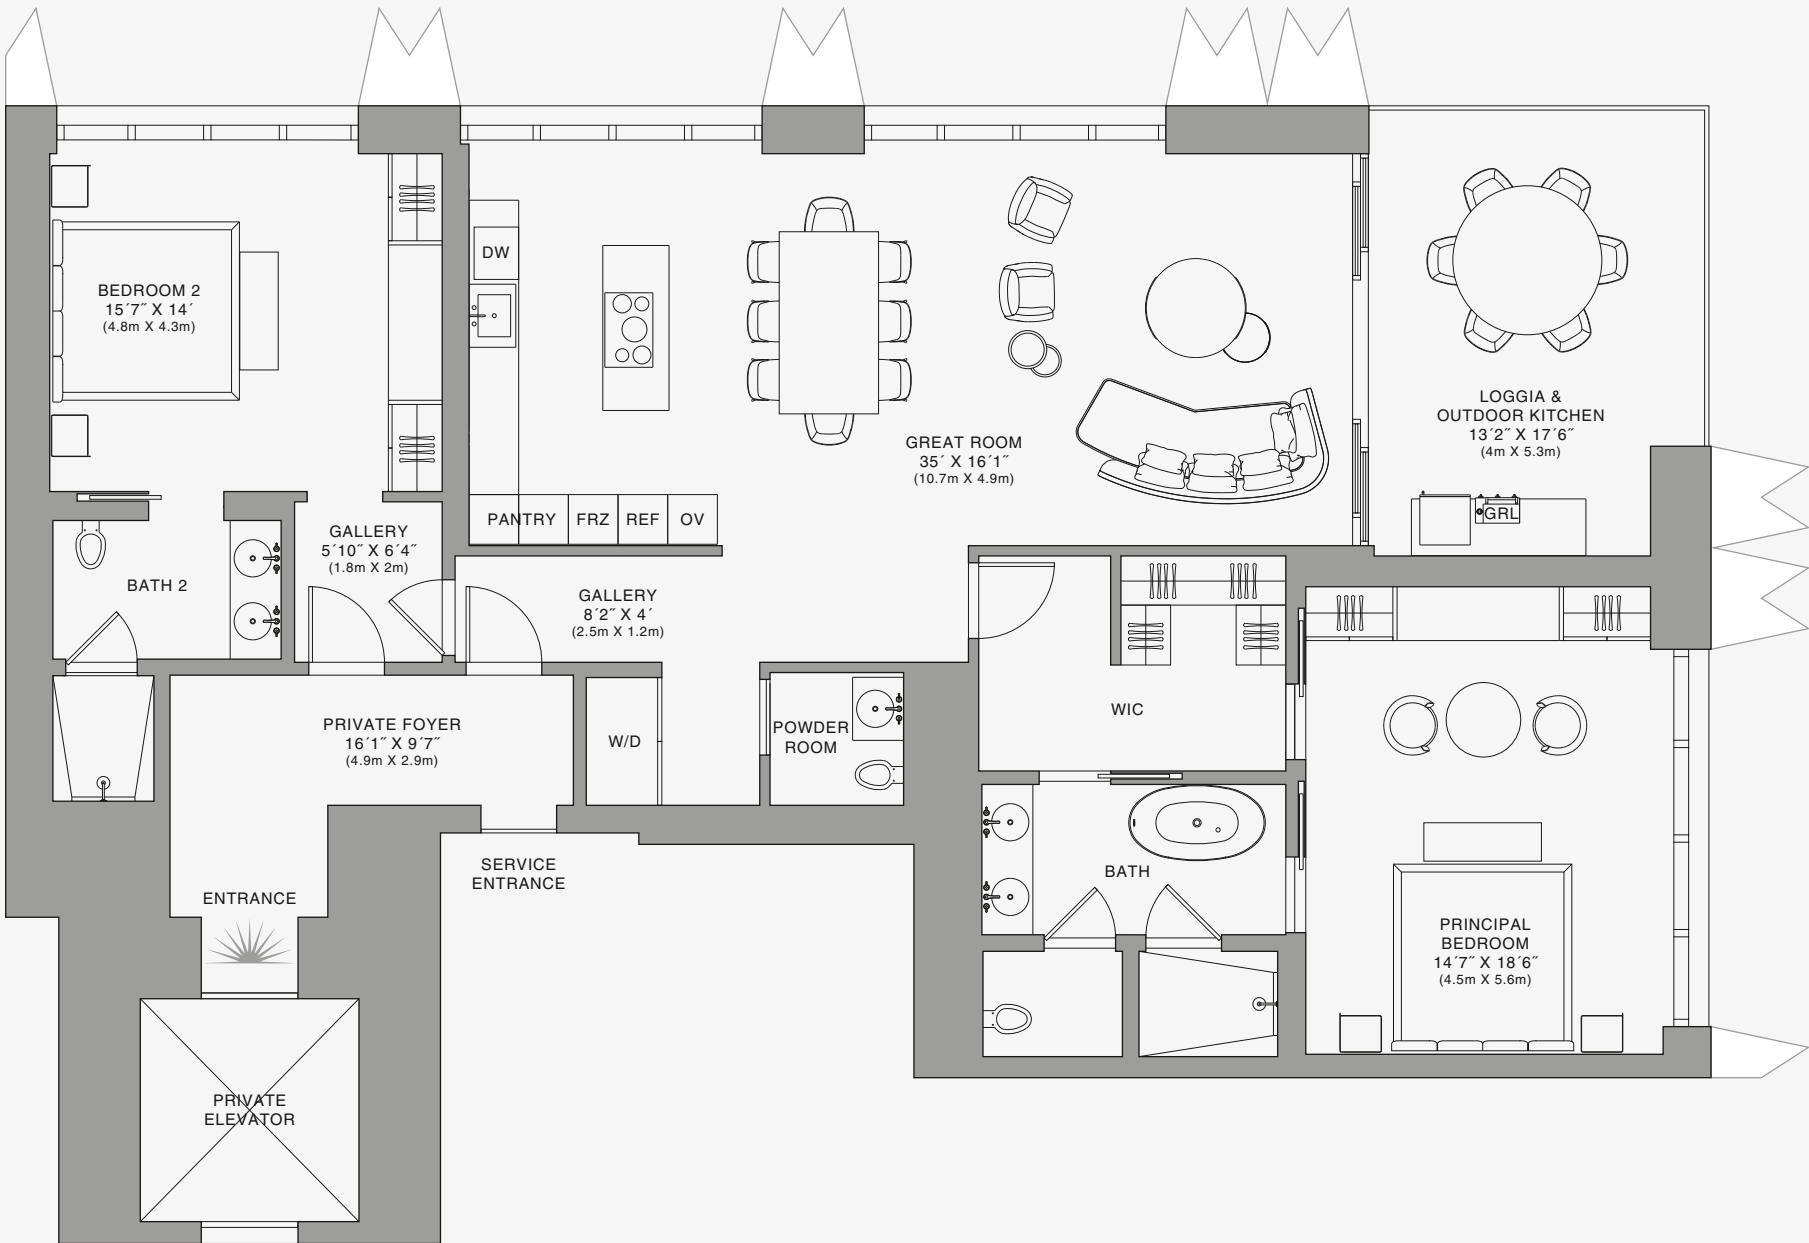 BEDROOM 2
15´7˝ X 14´
(4.8m X 4.3m)
DW
PANTRY
FRZ
REF
OV
GREAT ROOM
35´ X 16´1˝
(10.7m X 4.9m)
LOGGIA &
OUTDOOR KITCHEN
13´2˝ X 17´6˝
(4m X 5.3m)
GRL
GALLERY
5´10˝ X 6´4˝
(1.8m X 2m)
BATH 2
GALLERY
8´2˝ X 4´
(2.5m X 1.2m)
PRIVATE FOYER
16´1˝ X 9´7˝
(4.9m X 2.9m)
W/D
POWDER
ROOM
WIC
SERVICE
ENTRANCE
ENTRANCE
BATH
PRINCIPAL
BEDROOM
14´7˝ X 18´6˝
(4.5m X 5.6m)
PRIVATE
ELEVATOR